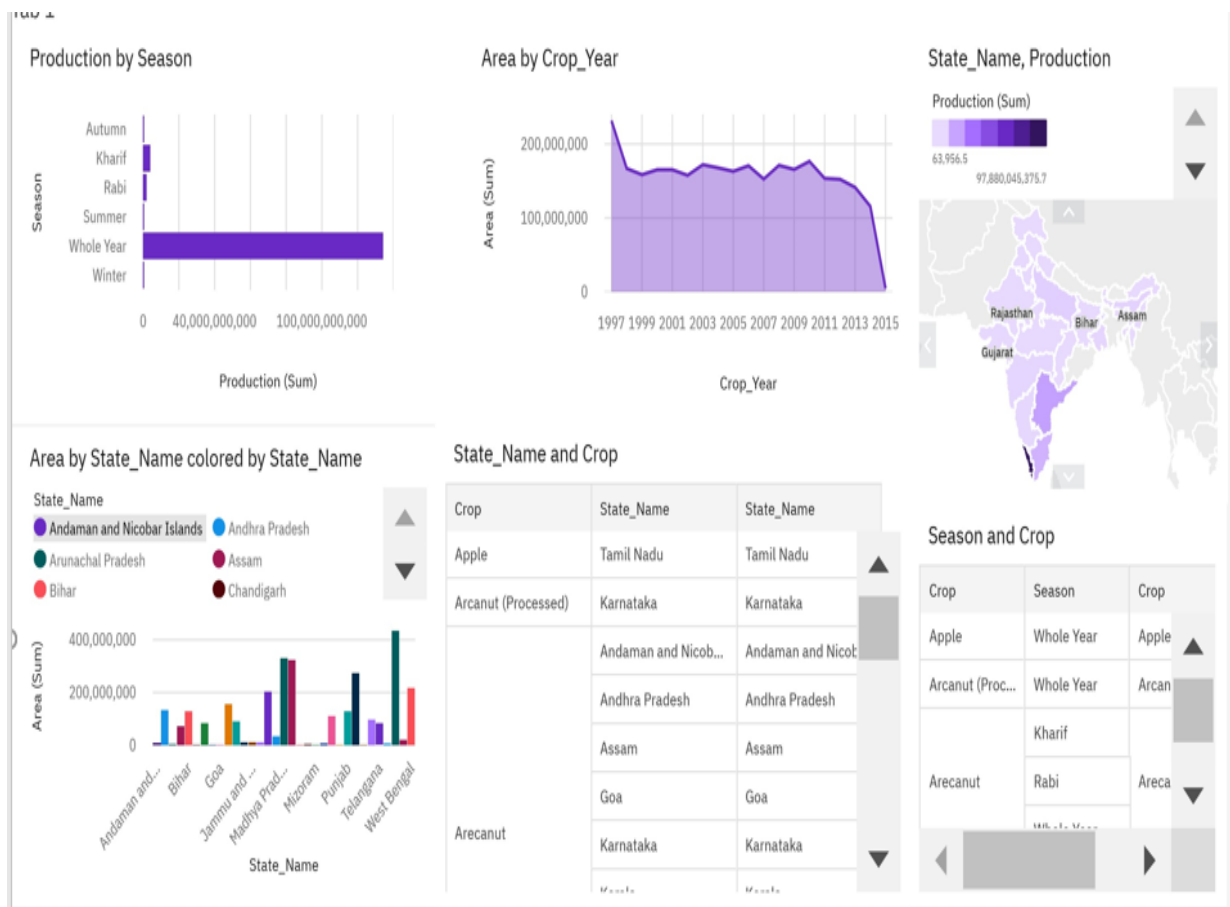 Tab 1
Production by Season
Season
Autumn
Kharif
Rabi
Summer
Whole Year
Winter
0 40,000,000,000 100,000,000,000
Production (Sum)
Area by Crop_Year
Area (Sum)
200,000,000
100,000,000
0
1997 1999 2001 2003 2005 2007 2009 2011 2013 2015
Crop_Year
State_Name, Production
Production (Sum)
63,956.5
97,880,045,375.7
Rajasthan
Bihar
Assam
Gujarat
Area by State_Name colored by State_Name
State_Name
Andaman and Nicobar Islands Andhra Pradesh
Arunachal Pradesh Assam
Bihar Chandigarh
Area (Sum)
400,000,000
200,000,000
0
Andaman and... Bihar Goa Jammu and ... Madhya Prad... Mizoram Punjab Telangana West Bengal
State_Name
State_Name and Crop
Crop State_Name State_Name
Apple Tamil Nadu Tamil Nadu
Arcanut (Processed) Karnataka Karnataka
Andaman and Nicob... Andaman and Nicob
Andhra Pradesh Andhra Pradesh
Assam Assam
Goa Goa
Arecanut
Karnataka Karnataka
Kerala Kerala
Season and Crop
Crop Season Crop
Apple Whole Year Apple
Arcanut (Proc... Whole Year Arcan
Kharif
Arecanut Rabi Areca
Whole Year